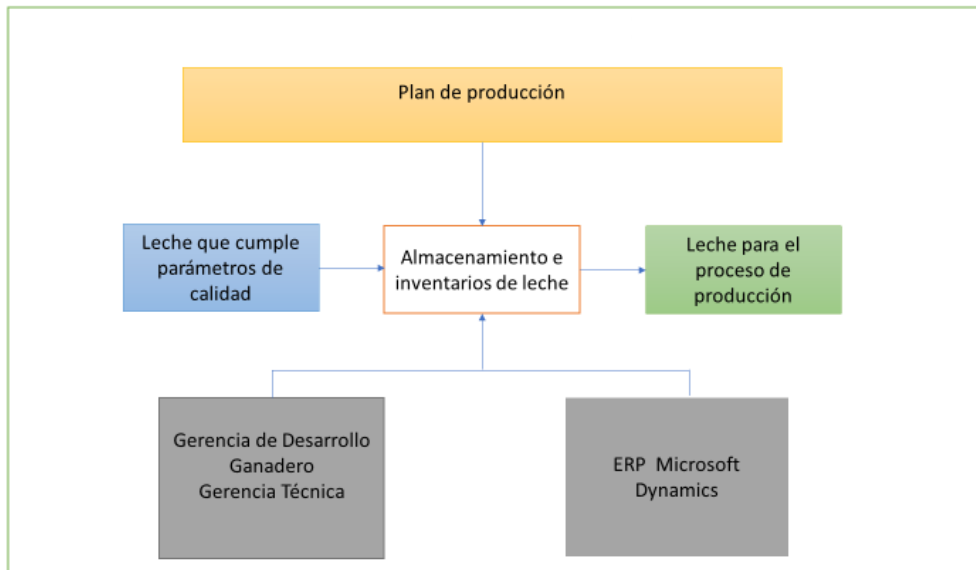 Plan de producción
Leche que cumple
parámetros de
calidad
Almacenamiento e
inventarios de leche
Leche para el
proceso de
producción
Gerencia de Desarrollo
Ganadero
Gerencia Técnica
ERP Microsoft
Dynamics